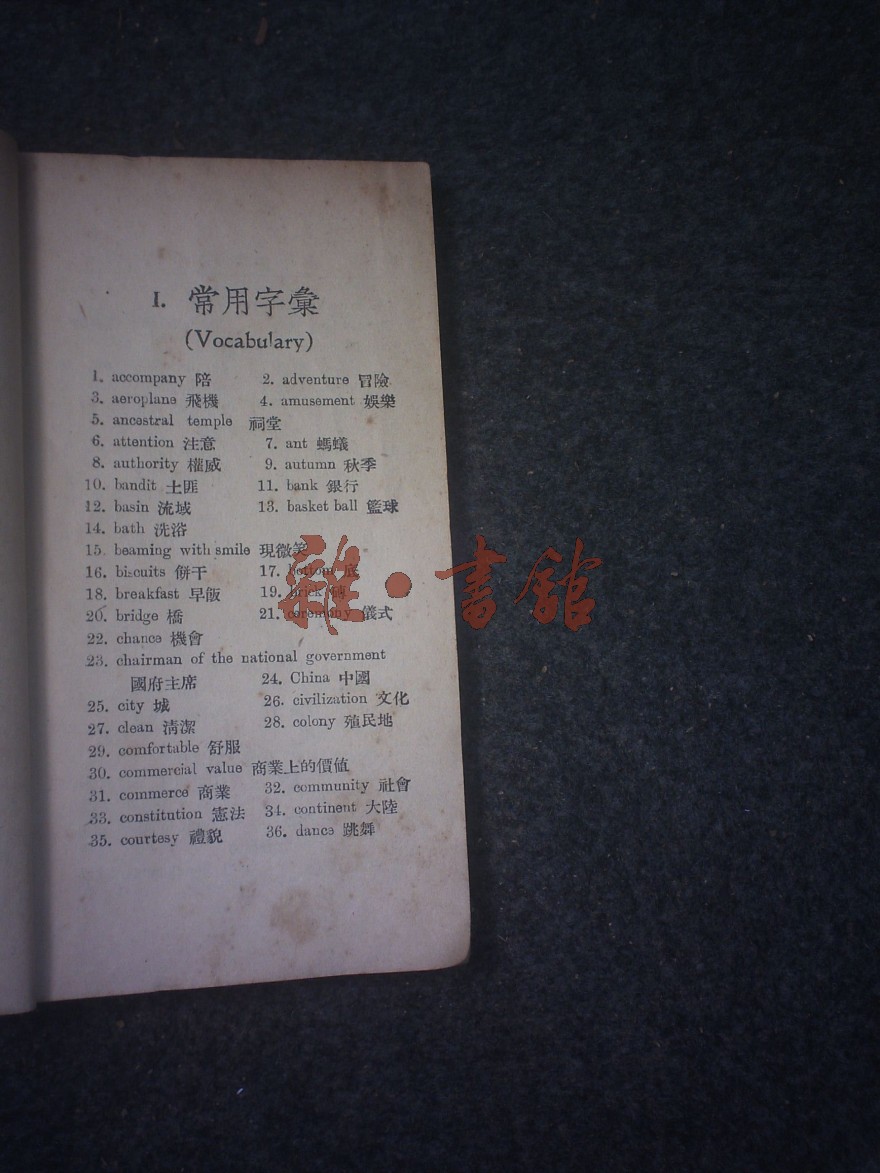 I. 常用字彙
(Vocabulary)
1. accompany 陪 2. adventure 冒險
3. aeroplane 飛機 4. amusement 娛樂
5. ancestral temple 祠堂
6. attention 注意 7. ant 螞蟻
8. authority 權威 9. autumn 秋季
10. bandit 土匪 11. bank 銀行
12. basin 流域 13. basket ball 籃球
14. bath 洗浴
15. beaming with smile 現微笑
16. biscuits 餅干 17. bottom 底
18. breakfast 早飯 19. brick 磚
20. bridge 橋 21. ceremony 儀式
22. chance 機會
23. chairman of the national government
國府主席 24. China 中國
25. city 城 26. civilization 文化
27. clean 清潔 28. colony 殖民地
29. comfortable 舒服
30. commercial value 商業上的價值
31. commerce 商業 32. community 社會
33. constitution 憲法 34. continent 大陸
35. courtesy 禮貌 36. dance 跳舞
雜·書館